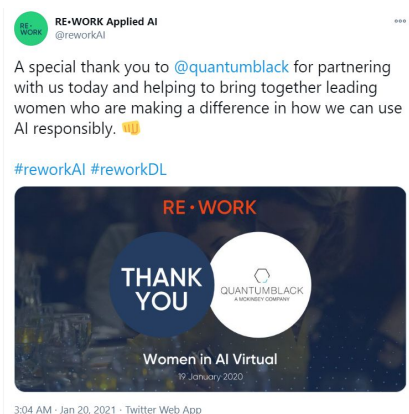 RE•WORK Applied AI
@reworkAI
A special thank you to @quantumblack for partnering
with us today and helping to bring together leading
women who are making a difference in how we can use
AI responsibly. 👊
#reworkAI #reworkDL
RE•WORK
THANK
YOU
QUANTUMBLACK
A MCKINSEY COMPANY
Women in AI Virtual
19 January 2020
3:04 AM · Jan 20, 2021 · Twitter Web App